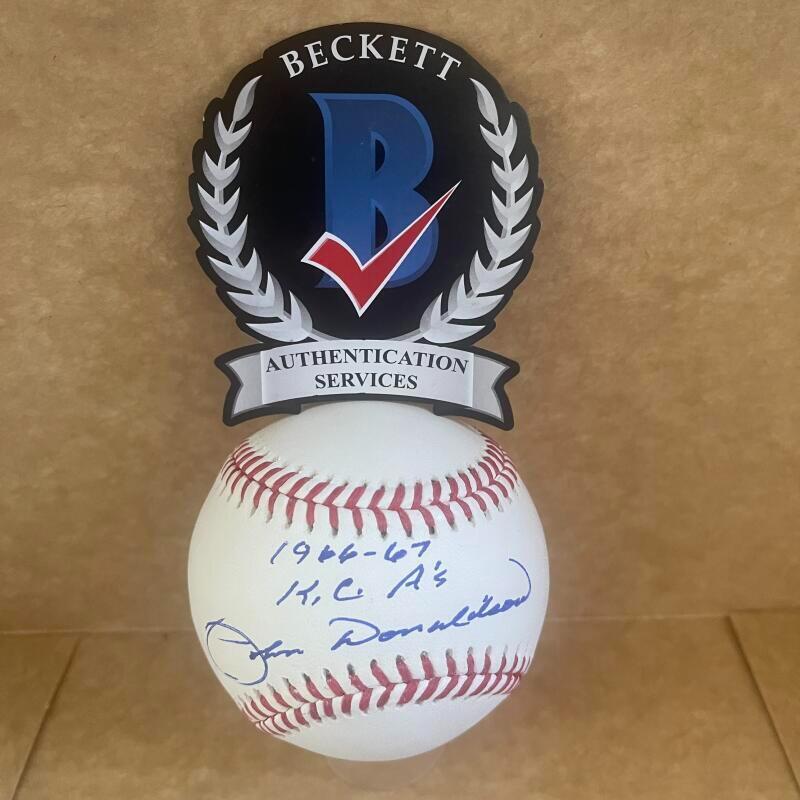 BECKETT
B
AUTHENTICATION
SERVICES
1966-67
K.C. A's
John Donaldson